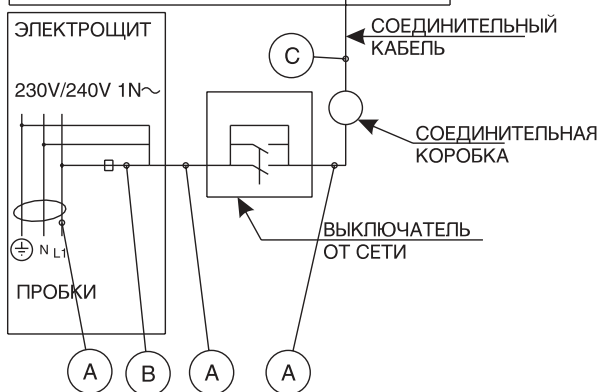 ЭЛЕКТРОЩИТ
СОЕДИНИТЕЛЬНЫЙ
КАБЕЛЬ
C
230V/240V 1N～
СОЕДИНИТЕЛЬНАЯ
КОРОБКА
ВЫКЛЮЧАТЕЛЬ
ОТ СЕТИ
N L1
ПРОБКИ
A B A A